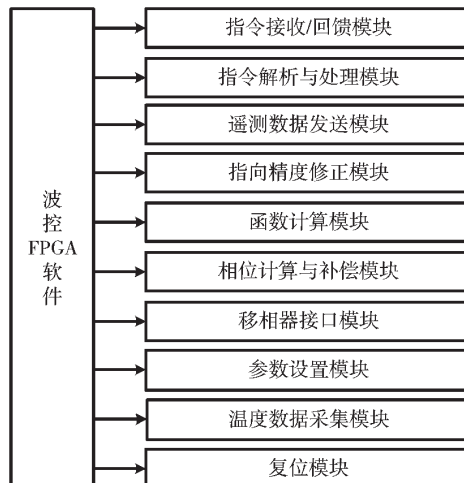 波
控
FPGA
软
件
指令接收/回馈模块
指令解析与处理模块
遥测数据发送模块
指向精度修正模块
函数计算模块
相位计算与补偿模块
移相器接口模块
参数设置模块
温度数据采集模块
复位模块